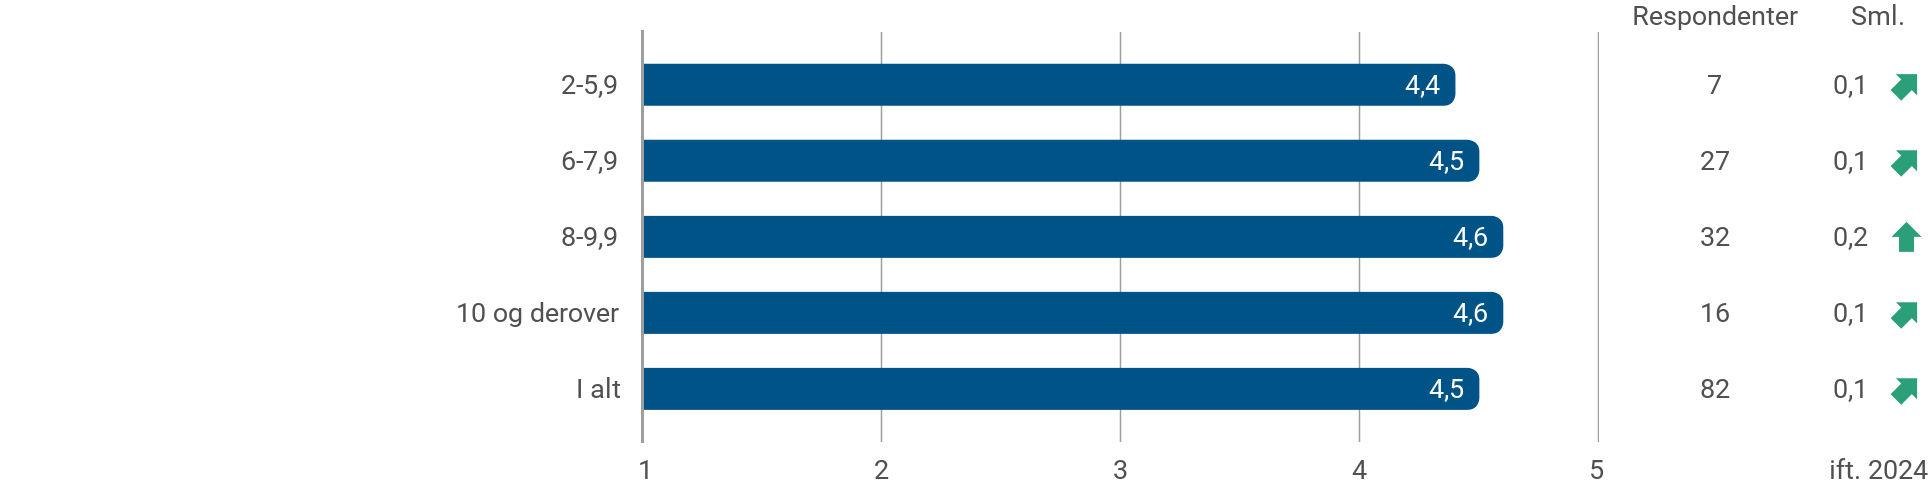 Respondenter Sml.
2-5,9 4,4 7 0,1
6-7,9 4,5 27 0,1
8-9,9 4,6 32 0,2
10 og derover 4,6 16 0,1
I alt 4,5 82 0,1
1 2 3 4 5 ift. 2024